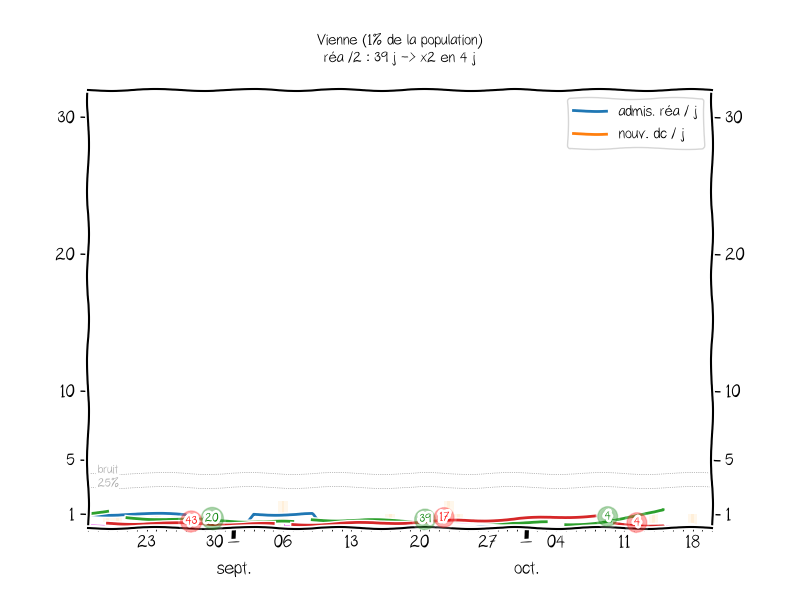 Vienne (1% de la population)
réa /2 : 39 j -> x2 en 4 j
admis. réa / j
nouv. dc / j
30 30
20 20
10 10
5 5
bruit
25%
1 1
43 20 39 17 4 4
23 30 06 13 20 27 04 11 18
sept. oct.